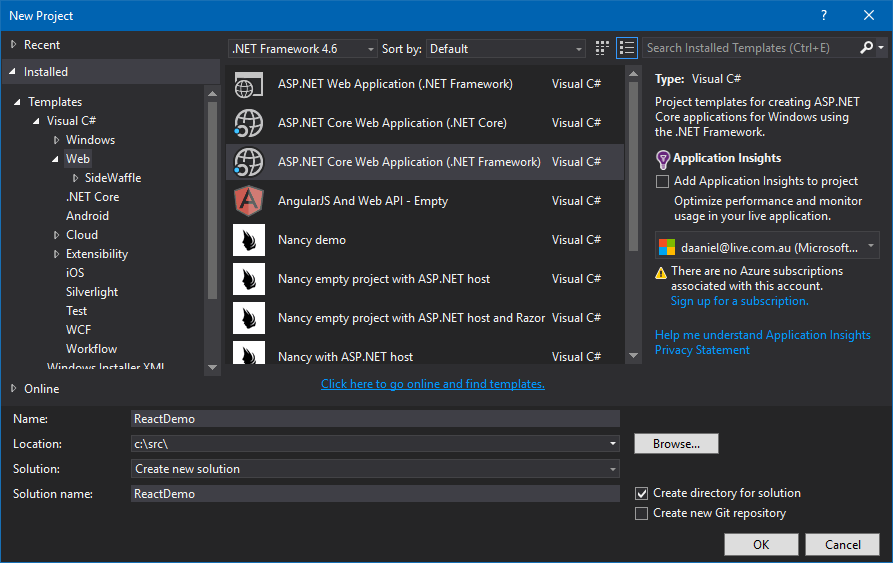 New Project
?
Recent
.NET Framework 4.6
Sort by:
Default
Search Installed Templates (Ctrl+E)
Installed
Templates
Visual C#
Windows
Web
SideWaffle
.NET Core
Android
Cloud
Extensibility
iOS
Silverlight
Test
WCF
Workflow
Windows Installer XML
Online
ASP.NET Web Application (.NET Framework) Visual C#
ASP.NET Core Web Application (.NET Core) Visual C#
ASP.NET Core Web Application (.NET Framework) Visual C#
AngularJS And Web API - Empty Visual C#
Nancy demo Visual C#
Nancy empty project with ASP.NET host Visual C#
Nancy empty project with ASP.NET host and Razor Visual C#
Nancy with ASP.NET host Visual C#
Click here to go online and find templates.
Type: Visual C#
Project templates for creating ASP.NET
Core applications for Windows using
the .NET Framework.
Application Insights
Add Application Insights to project
Optimize performance and monitor
usage in your live application.
daaniel@live.com.au (Microsoft...
There are no Azure subscriptions
associated with this account.
Sign up for a subscription.
Help me understand Application Insights
Privacy Statement
Name: ReactDemo
Location: c:\src\
Browse...
Solution: Create new solution
Solution name: ReactDemo
Create directory for solution
Create new Git repository
OK
Cancel